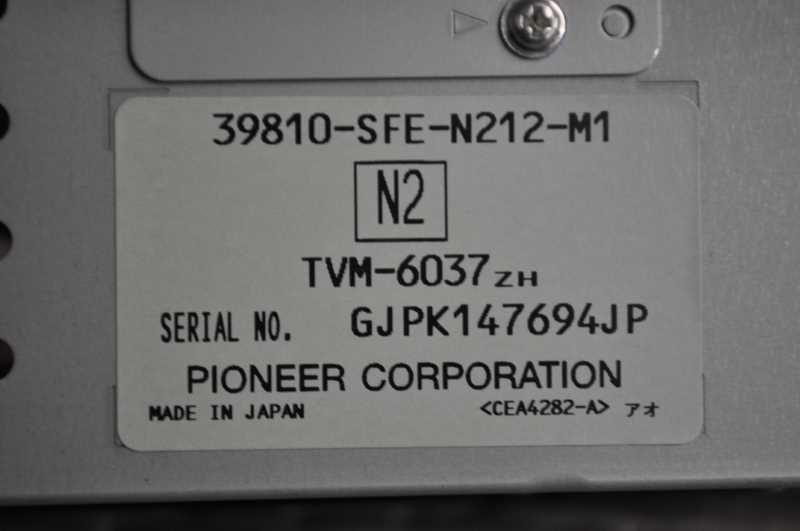 39810-SFE-N212-M1
N2
TVM-6037ZH
SERIAL NO. GJPK147694JP
PIONEER CORPORATION
MADE IN JAPAN <CEA4282-A> アオ